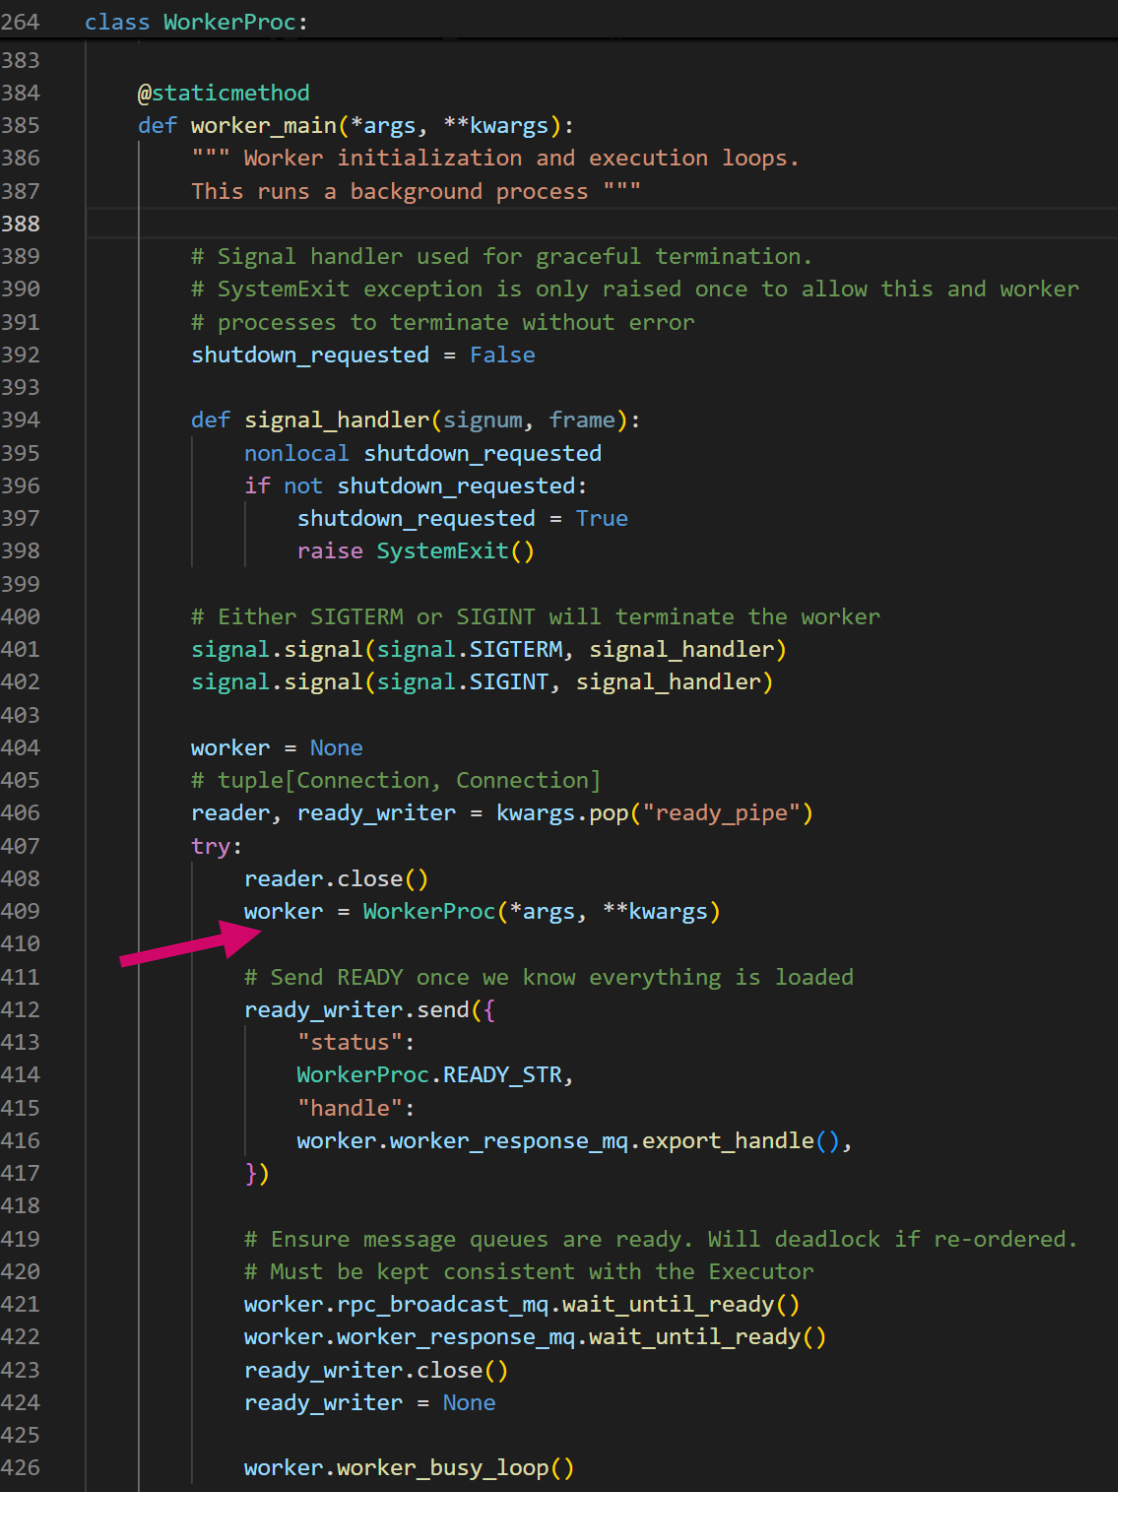 264 class WorkerProc:
383
384 @staticmethod
385 def worker_main(*args, **kwargs):
386 """ Worker initialization and execution loops.
387 This runs a background process """
388
389 # Signal handler used for graceful termination.
390 # SystemExit exception is only raised once to allow this and worker
391 # processes to terminate without error
392 shutdown_requested = False
393
394 def signal_handler(signum, frame):
395 nonlocal shutdown_requested
396 if not shutdown_requested:
397 shutdown_requested = True
398 raise SystemExit()
399
400 # Either SIGTERM or SIGINT will terminate the worker
401 signal.signal(signal.SIGTERM, signal_handler)
402 signal.signal(signal.SIGINT, signal_handler)
403
404 worker = None
405 # tuple[Connection, Connection]
406 reader, ready_writer = kwargs.pop("ready_pipe")
407 try:
408 reader.close()
409 worker = WorkerProc(*args, **kwargs)
410
411 # Send READY once we know everything is loaded
412 ready_writer.send({
413 "status":
414 WorkerProc.READY_STR,
415 "handle":
416 worker.worker_response_mq.export_handle(),
417 })
418
419 # Ensure message queues are ready. Will deadlock if re-ordered.
420 # Must be kept consistent with the Executor
421 worker.rpc_broadcast_mq.wait_until_ready()
422 worker.worker_response_mq.wait_until_ready()
423 ready_writer.close()
424 ready_writer = None
425
426 worker.worker_busy_loop()